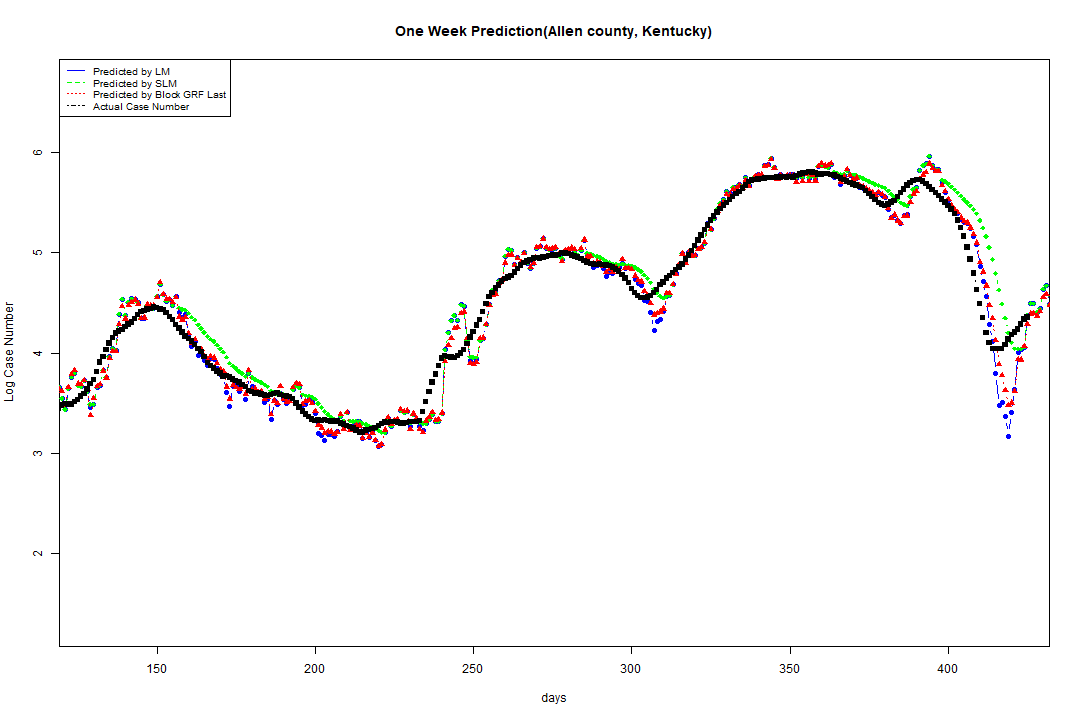 One Week Prediction(Allen county, Kentucky)
Predicted by LM
Predicted by SLM
Predicted by Block GRF Last
Actual Case Number
6
5
4
3
2
Log Case Number
150 200 250 300 350 400
days